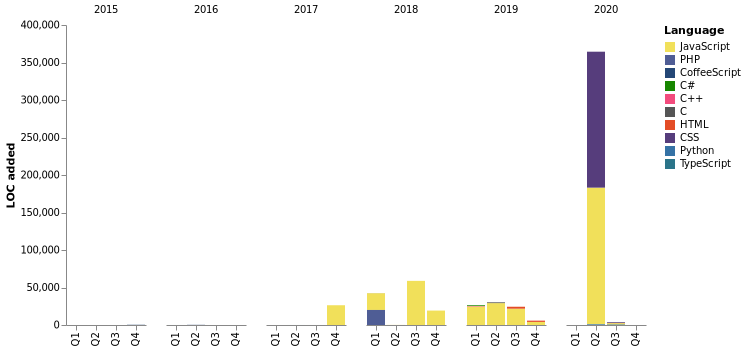 2015 2016 2017 2018 2019 2020
400,000
350,000
300,000
250,000
200,000
150,000
100,000
50,000
0
LOC added
Q1 Q2 Q3 Q4 Q1 Q2 Q3 Q4 Q1 Q2 Q3 Q4 Q1 Q2 Q3 Q4 Q1 Q2 Q3 Q4 Q1 Q2 Q3 Q4
Language
JavaScript
PHP
CoffeeScript
C#
C++
C
HTML
CSS
Python
TypeScript